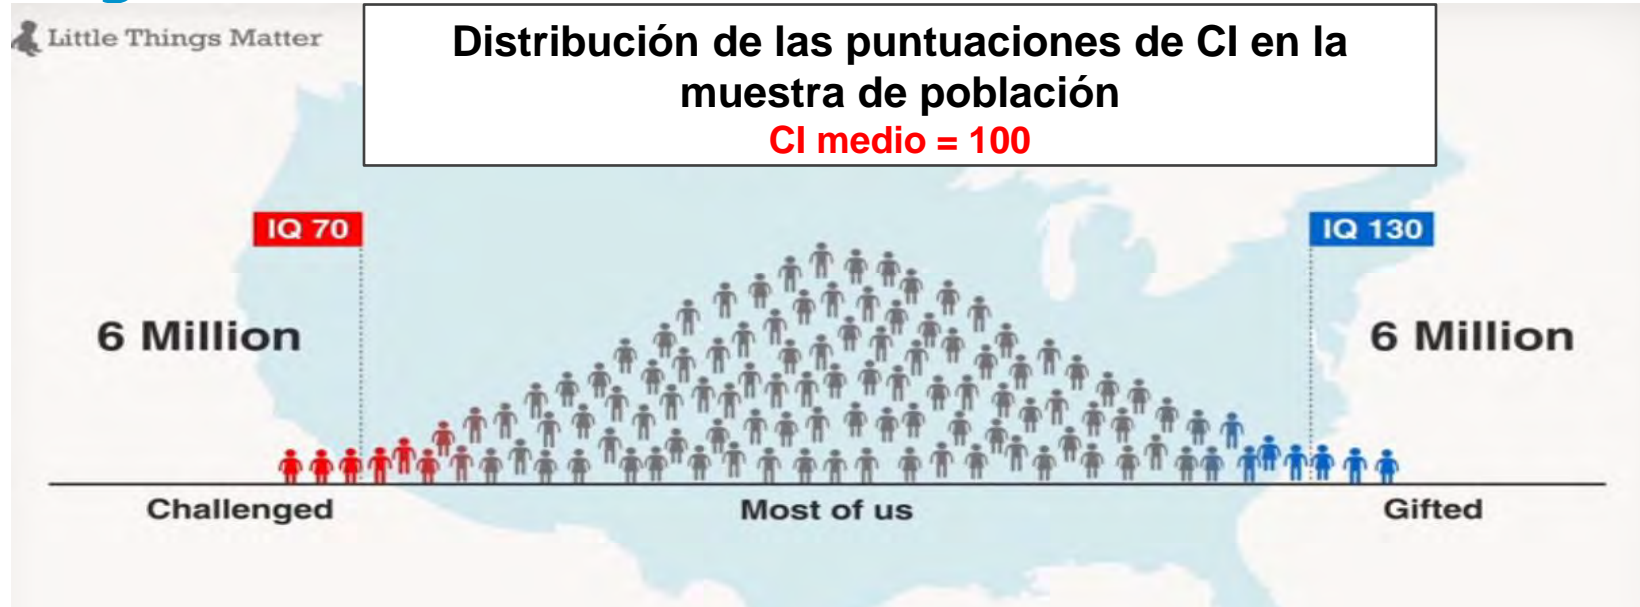 Little Things Matter
Distribución de las puntuaciones de CI en la
muestra de población
CI medio = 100
IQ 70
IQ 130
6 Million
6 Million
Challenged
Most of us
Gifted